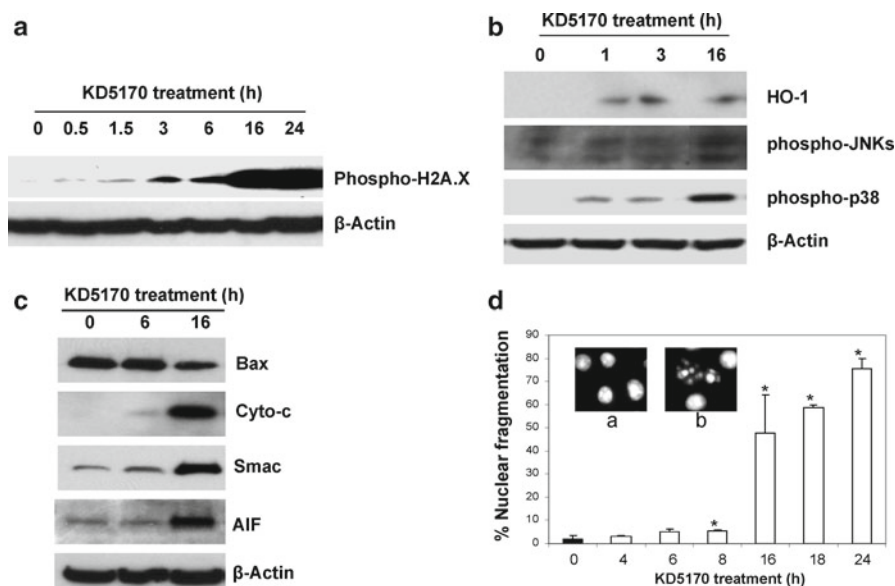 a
KD5170 treatment (h)
0 0.5 1.5 3 6 16 24
Phospho-H2A.X
β-Actin
b
KD5170 treatment (h)
0 1 3 16
HO-1
phospho-JNKs
phospho-p38
β-Actin
c
KD5170 treatment (h)
0 6 16
Bax
Cyto-c
Smac
AIF
β-Actin
d
% Nuclear fragmentation
90
80
70
60
50
40
30
20
10
0
a b
* * * *
0 4 6 8 16 18 24
KD5170 treatment (h)